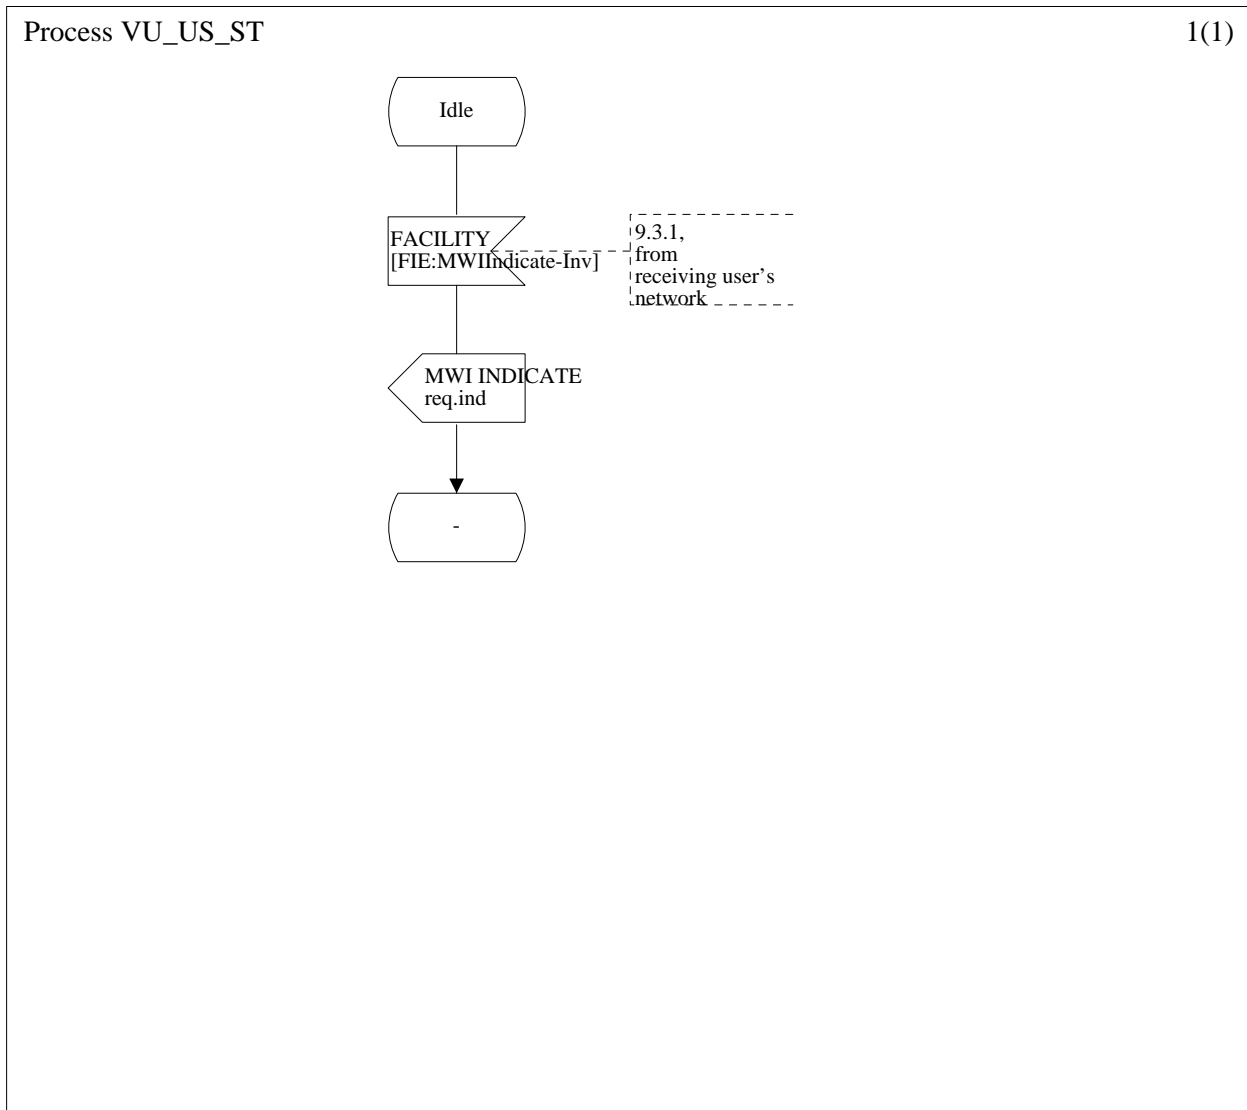 Process VU_US_ST
1(1)
Idle
FACILITY
[FIE:MWIIndicate-Inv]
9.3.1,
from
receiving user's
network
MWI INDICATE
req.ind
-